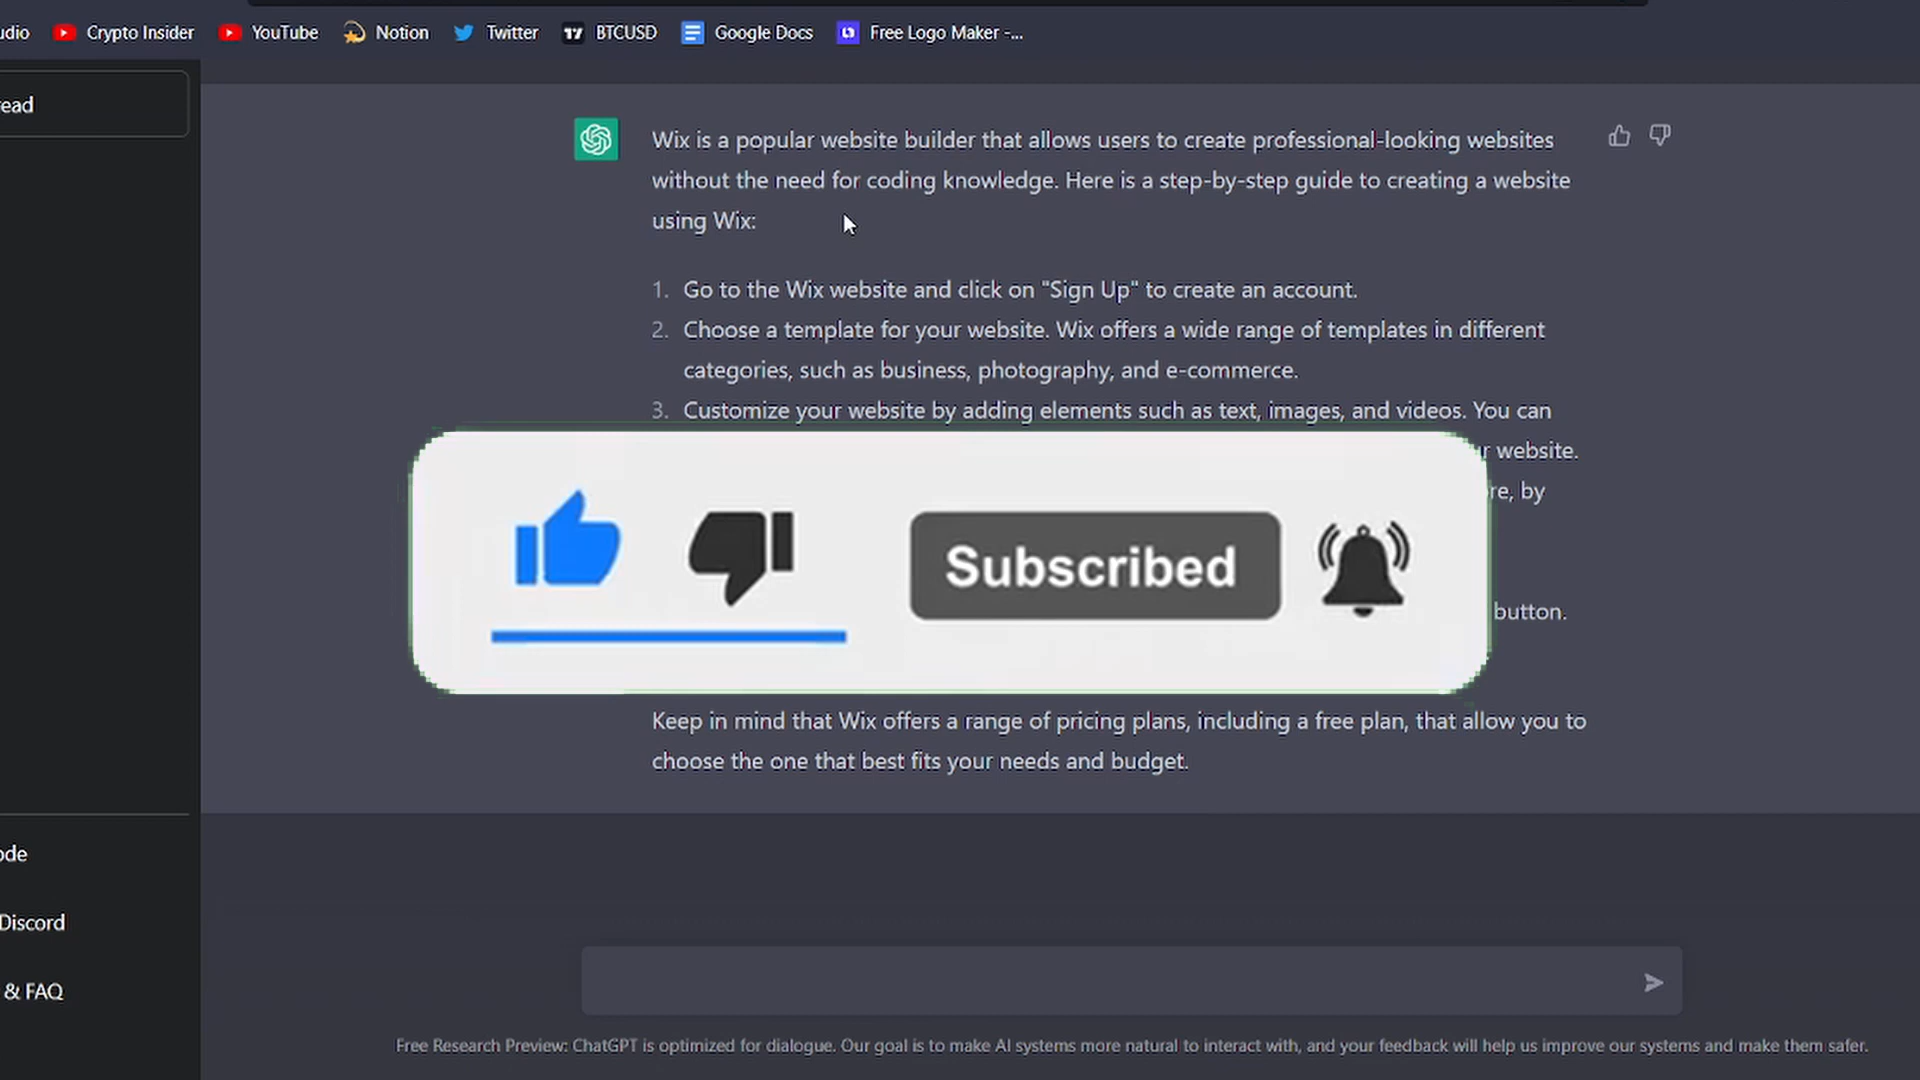 udio Crypto Insider YouTube Notion Twitter BTCUSD Google Docs Free Logo Maker -...
read
Wix is a popular website builder that allows users to create professional-looking websites
without the need for coding knowledge. Here is a step-by-step guide to creating a website
using Wix:
1. Go to the Wix website and click on "Sign Up" to create an account.
2. Choose a template for your website. Wix offers a wide range of templates in different
categories, such as business, photography, and e-commerce.
3. Customize your website by adding elements such as text, images, and videos. You can
r website.
re, by
Subscribed
button.
Keep in mind that Wix offers a range of pricing plans, including a free plan, that allow you to
choose the one that best fits your needs and budget.
ode
Discord
& FAQ
Free Research Preview: ChatGPT is optimized for dialogue. Our goal is to make AI systems more natural to interact with, and your feedback will help us improve our systems and make them safer.